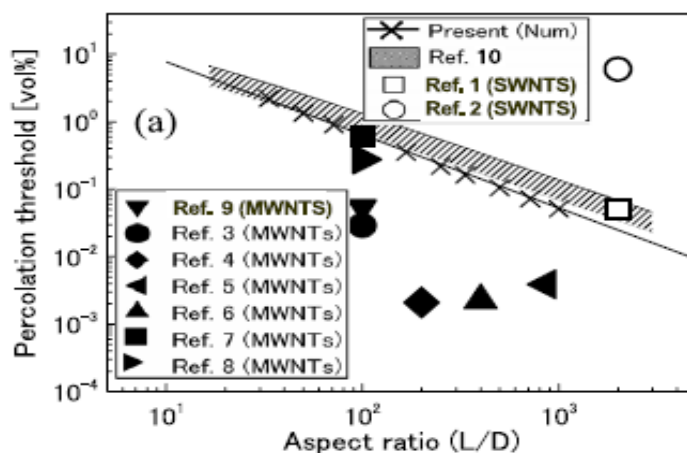 Percolation threshold [vol%]
10¹
10⁰
10⁻¹
10⁻²
10⁻³
10⁻⁴
(a)
Present (Num)
Ref. 10
Ref. 1 (SWNTS)
Ref. 2 (SWNTS)
Ref. 9 (MWNTS)
Ref. 3 (MWNTs)
Ref. 4 (MWNTs)
Ref. 5 (MWNTs)
Ref. 6 (MWNTs)
Ref. 7 (MWNTs)
Ref. 8 (MWNTs)
10¹ 10² 10³
Aspect ratio (L/D)